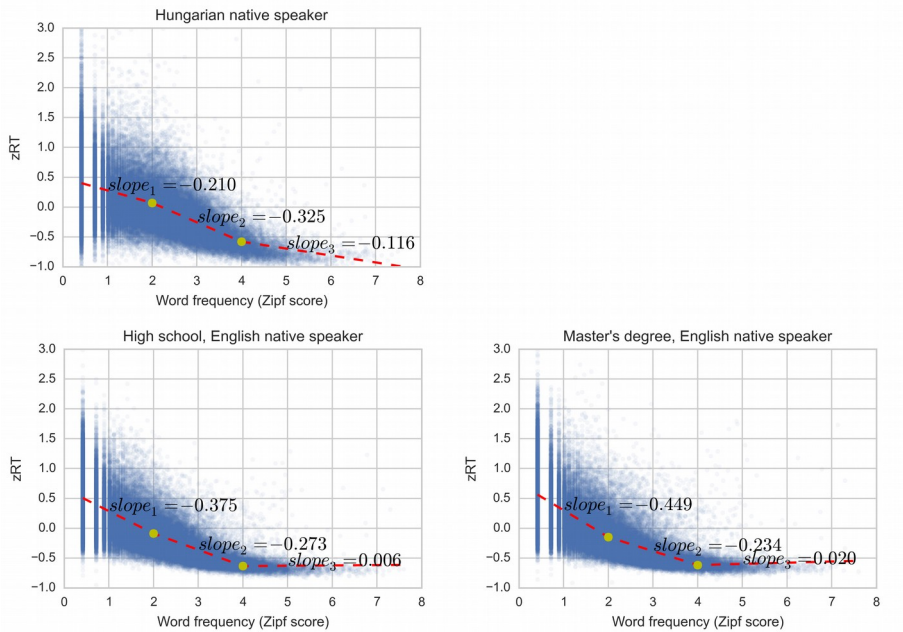 Hungarian native speaker
3.0
2.5
2.0
1.5
1.0
0.5
0.0
−0.5
−1.0
zRT
slope₁ =−0.210
slope₂ =−0.325
slope₃ =−0.116
0 1 2 3 4 5 6 7 8
Word frequency (Zipf score)
High school, English native speaker
3.0
2.5
2.0
1.5
1.0
0.5
0.0
−0.5
−1.0
zRT
slope₁ =−0.375
slope₂ =−0.273
slope₃ =0.006
0 1 2 3 4 5 6 7 8
Word frequency (Zipf score)
Master's degree, English native speaker
3.0
2.5
2.0
1.5
1.0
0.5
0.0
−0.5
−1.0
zRT
slope₁ =−0.449
slope₂ =−0.234
slope₃ =0.020
0 1 2 3 4 5 6 7 8
Word frequency (Zipf score)